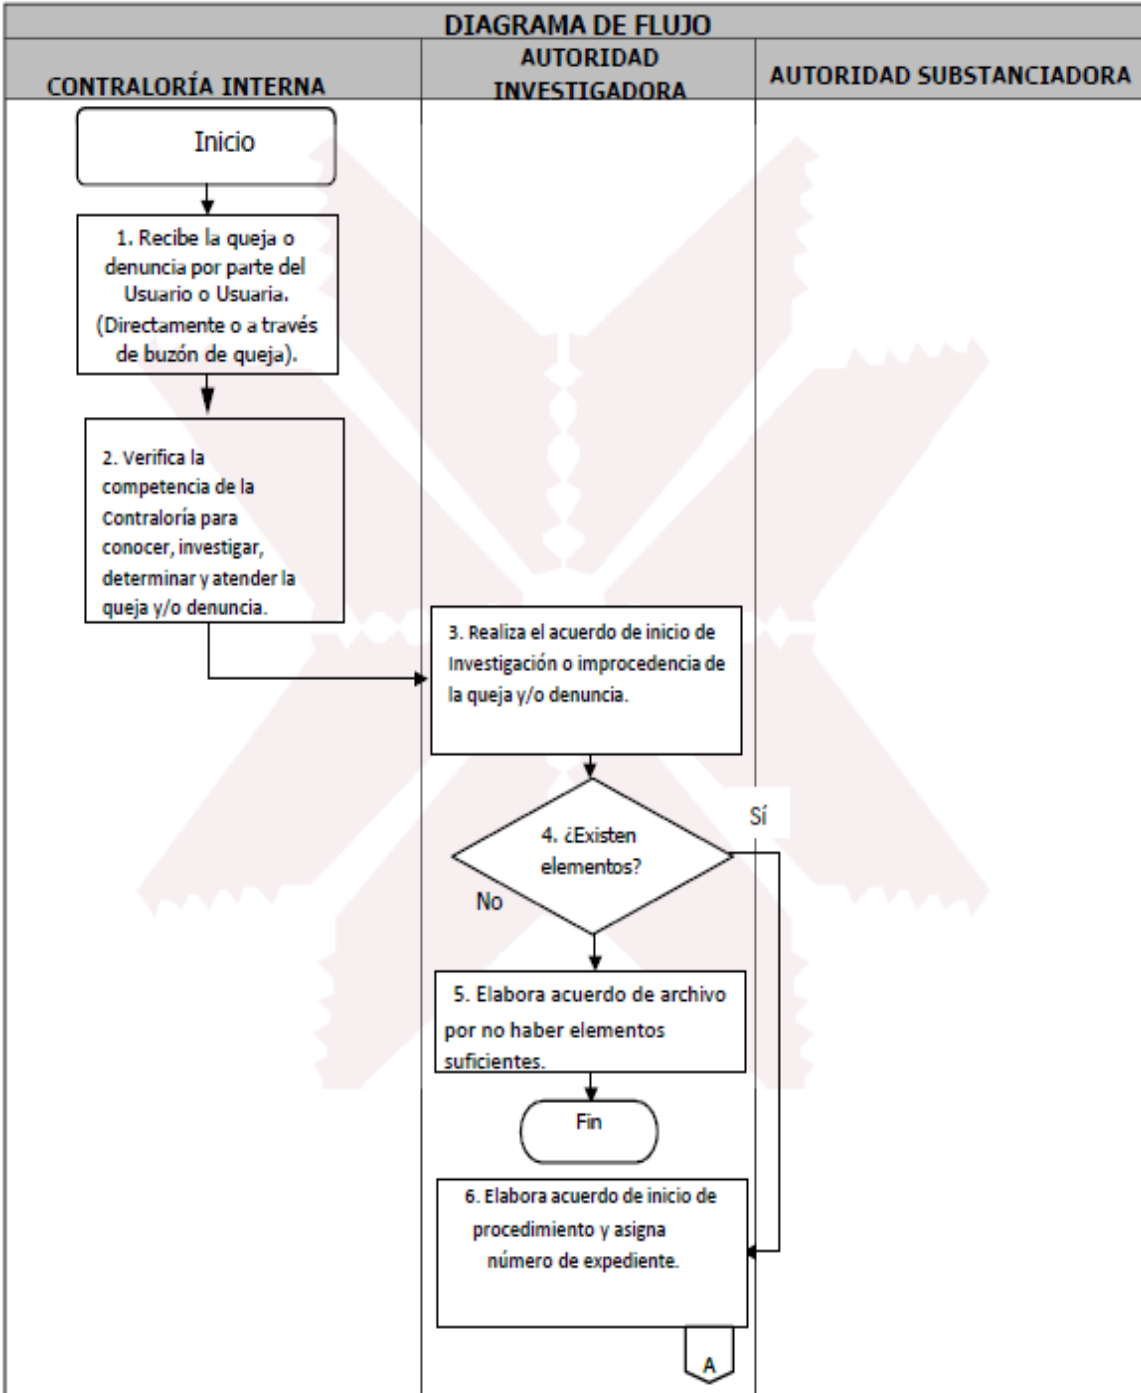 DIAGRAMA DE FLUJO
CONTRALORÍA INTERNA
AUTORIDAD
INVESTIGADORA
AUTORIDAD SUBSTANCIADORA
Inicio
1. Recibe la queja o
denuncia por parte del
Usuario o Usuaria.
(Directamente o a través
de buzón de queja).
2. Verifica la
competencia de la
Contraloría para
conocer, investigar,
determinar y atender la
queja y/o denuncia.
3. Realiza el acuerdo de inicio de
Investigación o improcedencia de
la queja y/o denuncia.
4. ¿Existen
elementos?
Sí
No
5. Elabora acuerdo de archivo
por no haber elementos
suficientes.
Fin
6. Elabora acuerdo de inicio de
procedimiento y asigna
número de expediente.
A